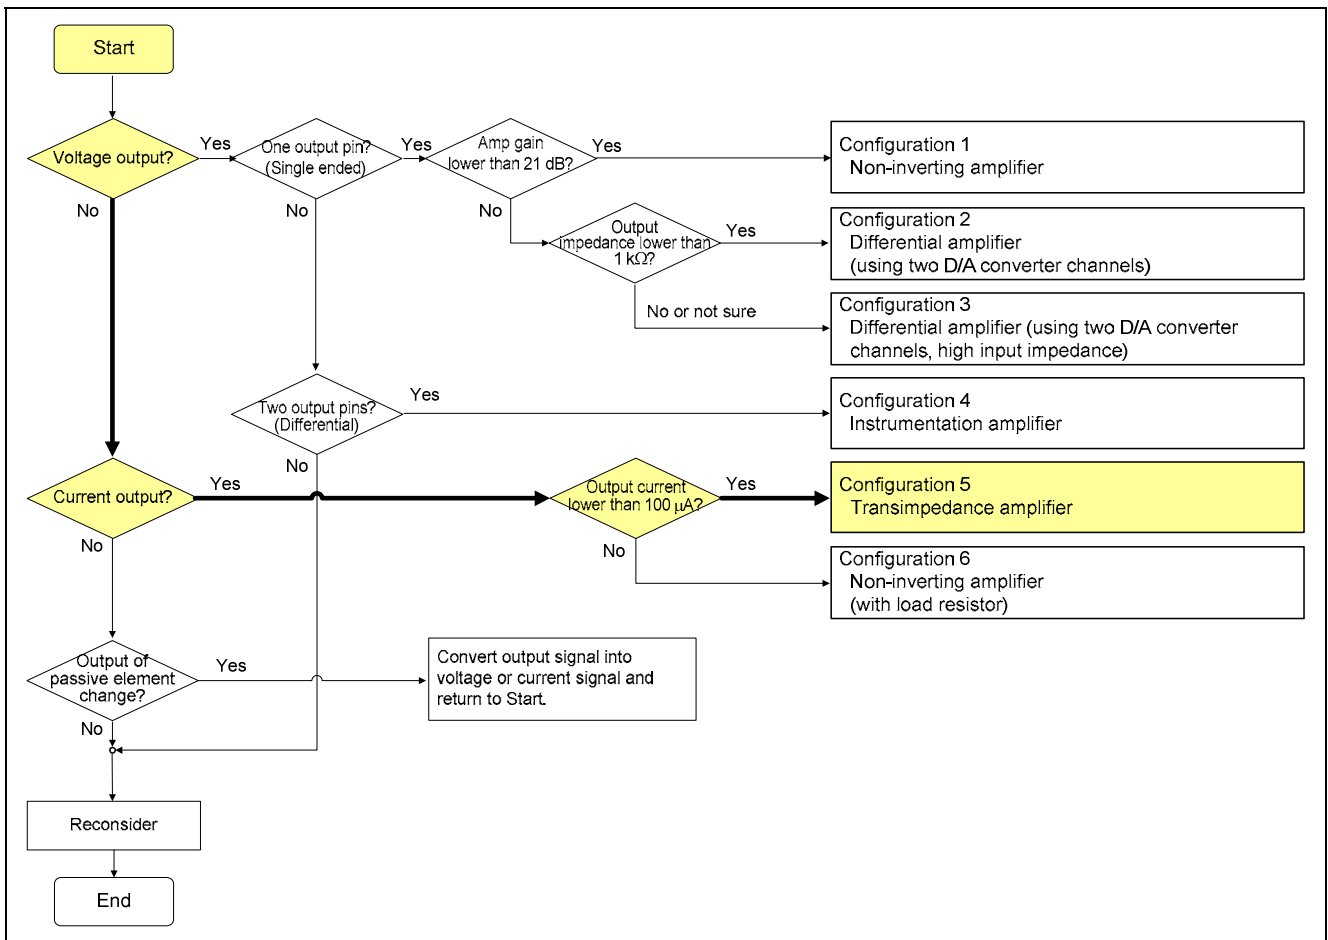 Start
Voltage output?
Yes
One output pin?
(Single ended)
Yes
Amp gain
lower than 21 dB?
Yes
Configuration 1
Non-inverting amplifier
No
No
No
Output
impedance lower than
1 kΩ?
Yes
Configuration 2
Differential amplifier
(using two D/A converter channels)
No or not sure
Configuration 3
Differential amplifier (using two D/A converter
channels, high input impedance)
Two output pins?
(Differential)
Yes
Configuration 4
Instrumentation amplifier
No
Current output?
Yes
Output current
lower than 100 μA?
Yes
Configuration 5
Transimpedance amplifier
No
No
Configuration 6
Non-inverting amplifier
(with load resistor)
Output of
passive element
change?
Yes
Convert output signal into
voltage or current signal and
return to Start.
No
Reconsider
End